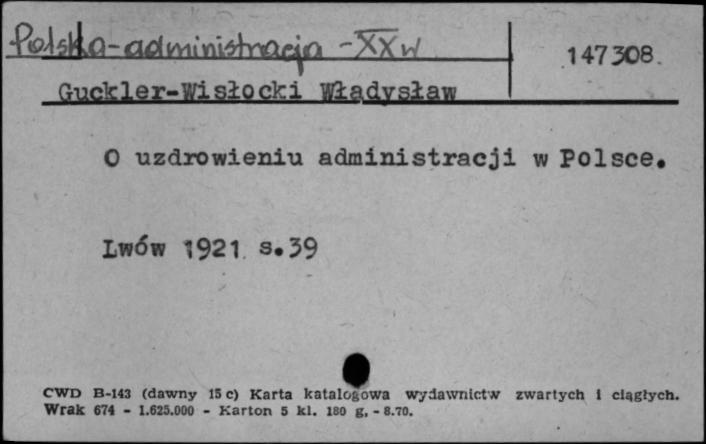 Polska-administracja - XX w
147308.
Guckler-Wisłocki Władysław
O uzdrowieniu administracji w Polsce.
Lwów 1921 s.39
CWD B-143 (dawny 15 c) Karta katalogowa wydawnictw zwartych i ciągłych.
Wrak 674 - 1.625.000 - Karton 5 kl. 180 g. - 8.70.